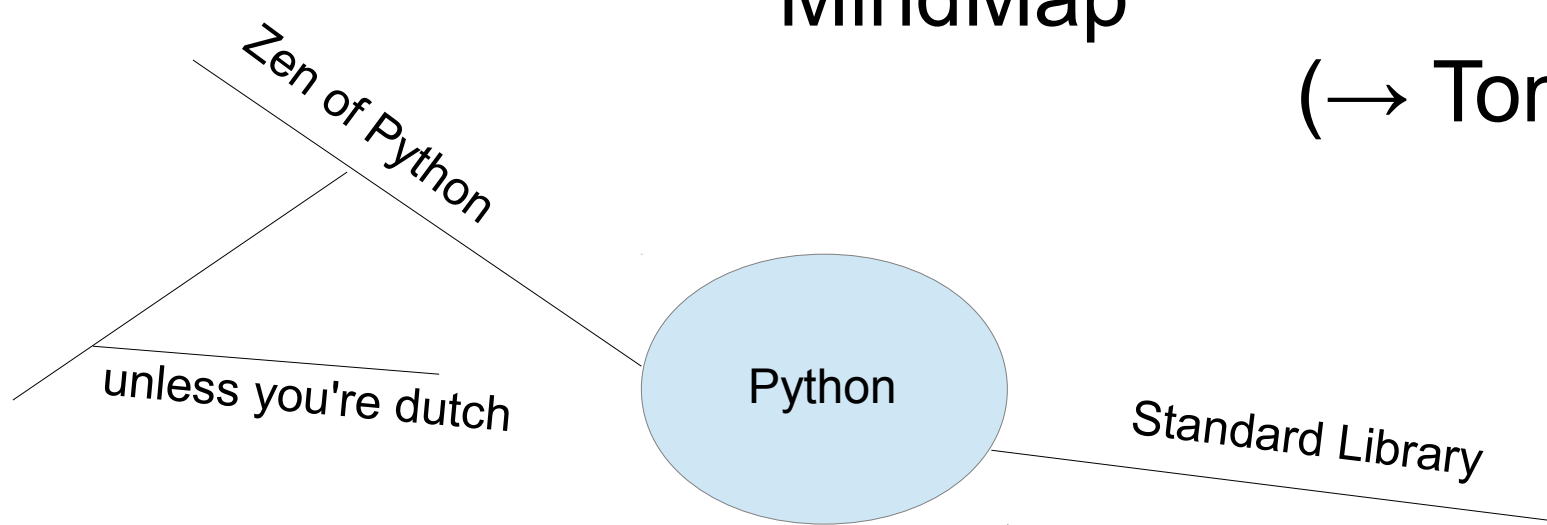 MindMap
(→ Tor
Zen of Python
unless you're dutch
Python
Standard Library